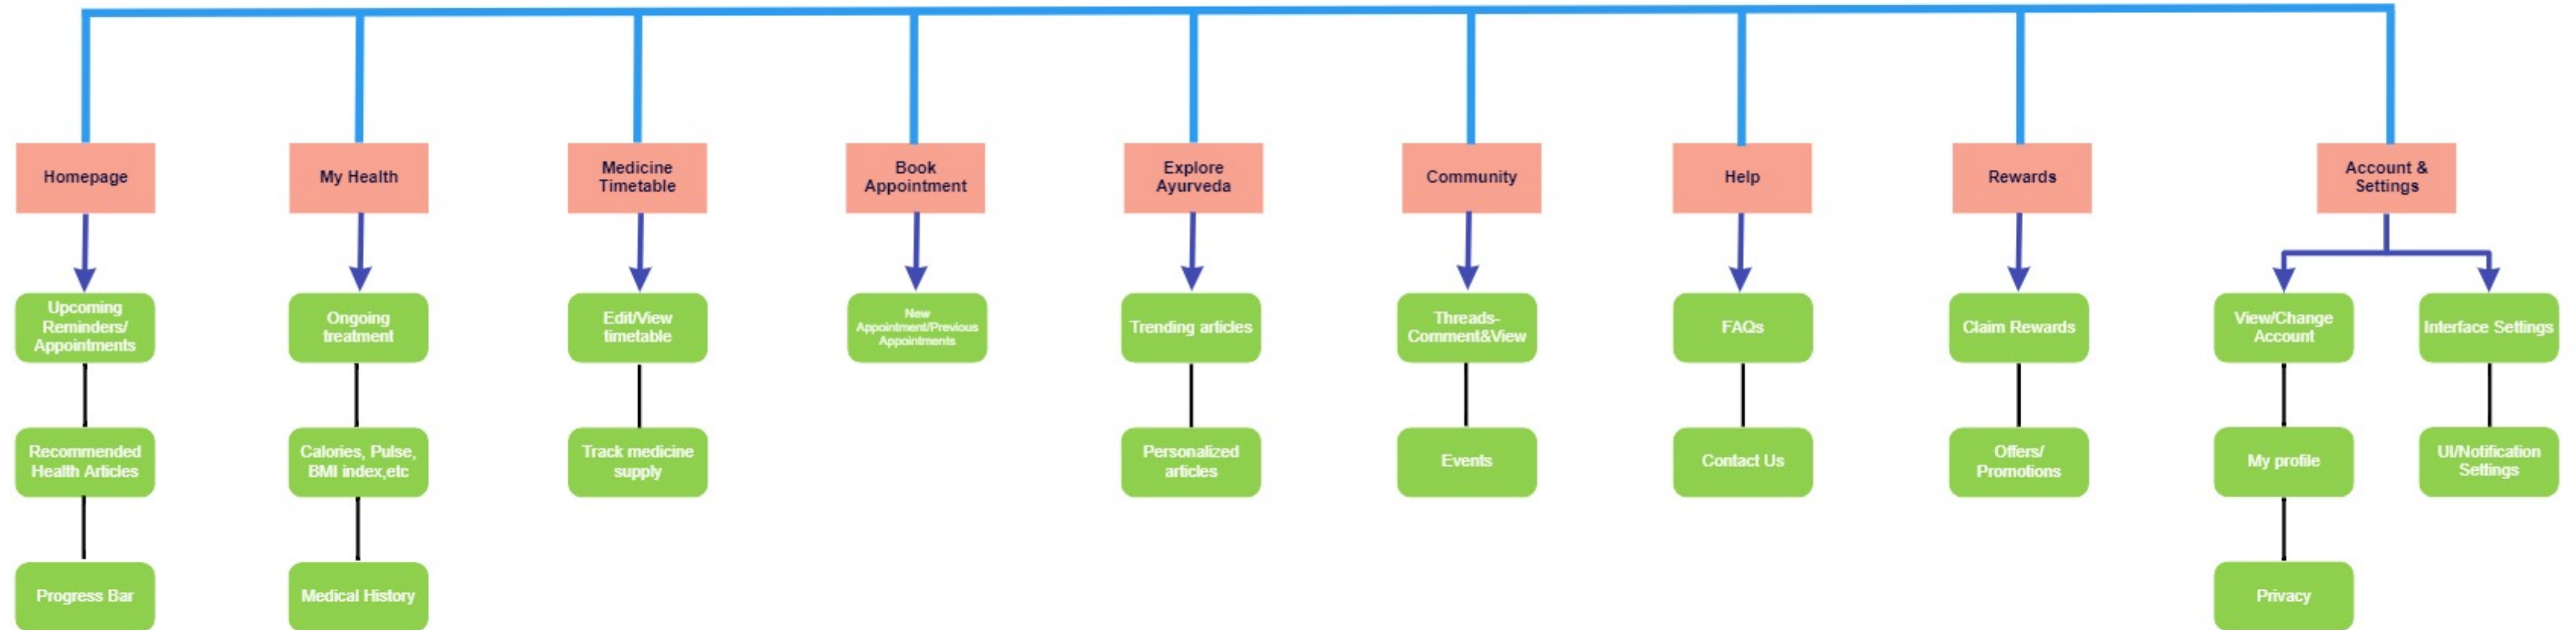 Homepage
My Health
Medicine
Timetable
Book
Appointment
Explore
Ayurveda
Community
Help
Rewards
Account &
Settings
Upcoming
Reminders/
Appointments
Ongoing
treatment
Edit/View
timetable
New
Appointment/Previous
Appointments
Trending articles
Threads-
Comment&View
FAQs
Claim Rewards
View/Change
Account
Interface Settings
Recommended
Health Articles
Calories, Pulse,
BMI index,etc
Track medicine
supply
Personalized
articles
Events
Contact Us
Offers/
Promotions
My profile
UI/Notification
Settings
Progress Bar
Medical History
Privacy